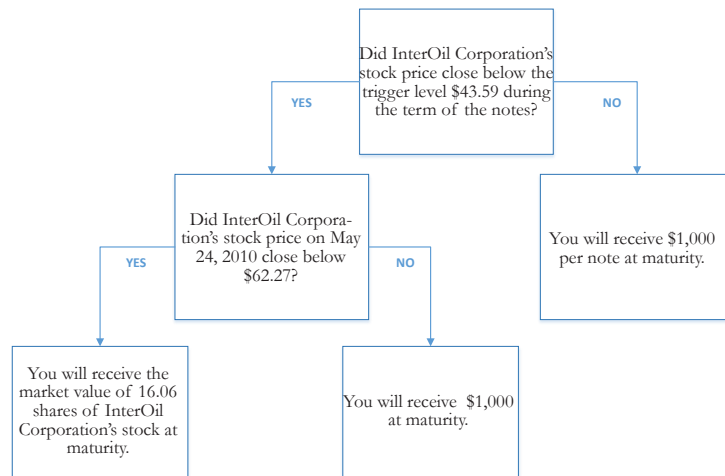 Did InterOil Corporation's
stock price close below the
trigger level $43.59 during
the term of the notes?
YES
NO
Did InterOil Corpora-
tion's stock price on May
24, 2010 close below
$62.27?
You will receive $1,000
per note at maturity.
YES
NO
You will receive the
market value of 16.06
shares of InterOil
Corporation's stock at
maturity.
You will receive $1,000
at maturity.